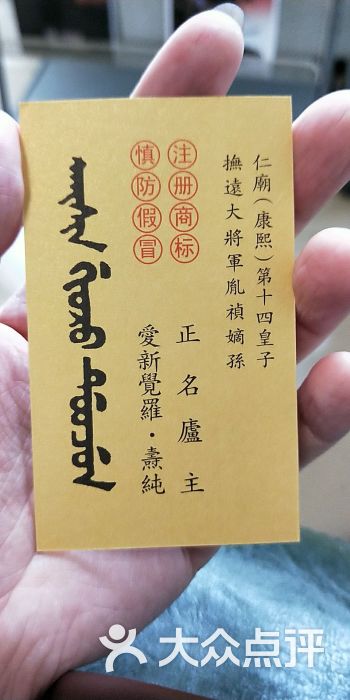 仁廟（康熙）第十四皇子
撫遠大將軍胤禎嫡孫
注册商标
慎防假冒
正名廬主
愛新覺羅·燾純
大众点评